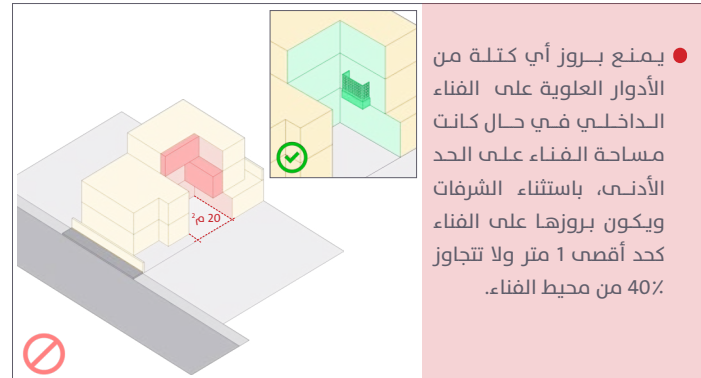 يمنع بروز أي كتلة من
الأدوار العلوية على الفناء
الداخلي في حال كانت
مساحة الفناء على الحد
الأدنى، باستثناء الشرفات
ويكون بروزها على الفناء
كحد أقصى 1 متر ولا تتجاوز
40٪ من محيط الفناء.
20 م²